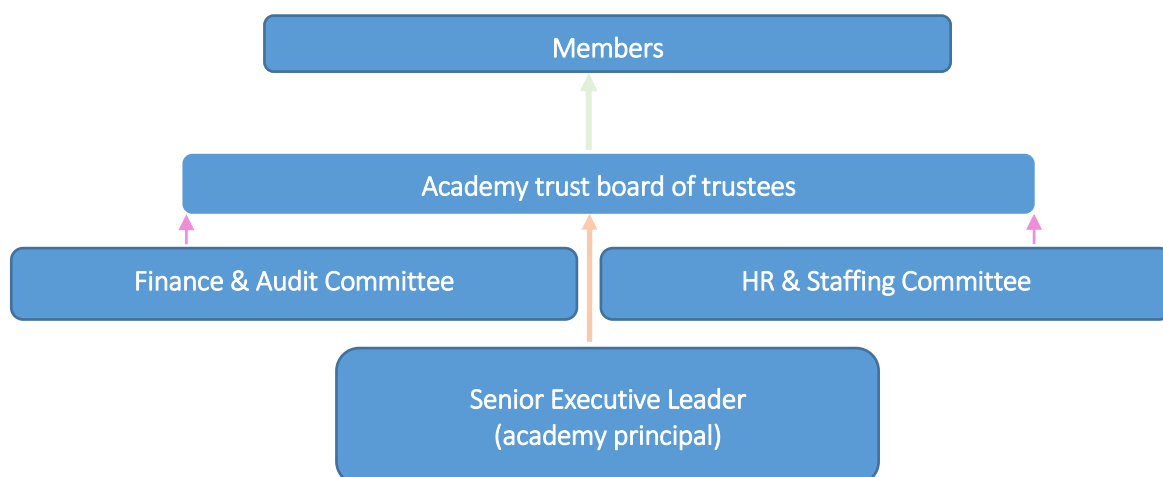 Members
Academy trust board of trustees
Finance & Audit Committee
HR & Staffing Committee
Senior Executive Leader
(academy principal)